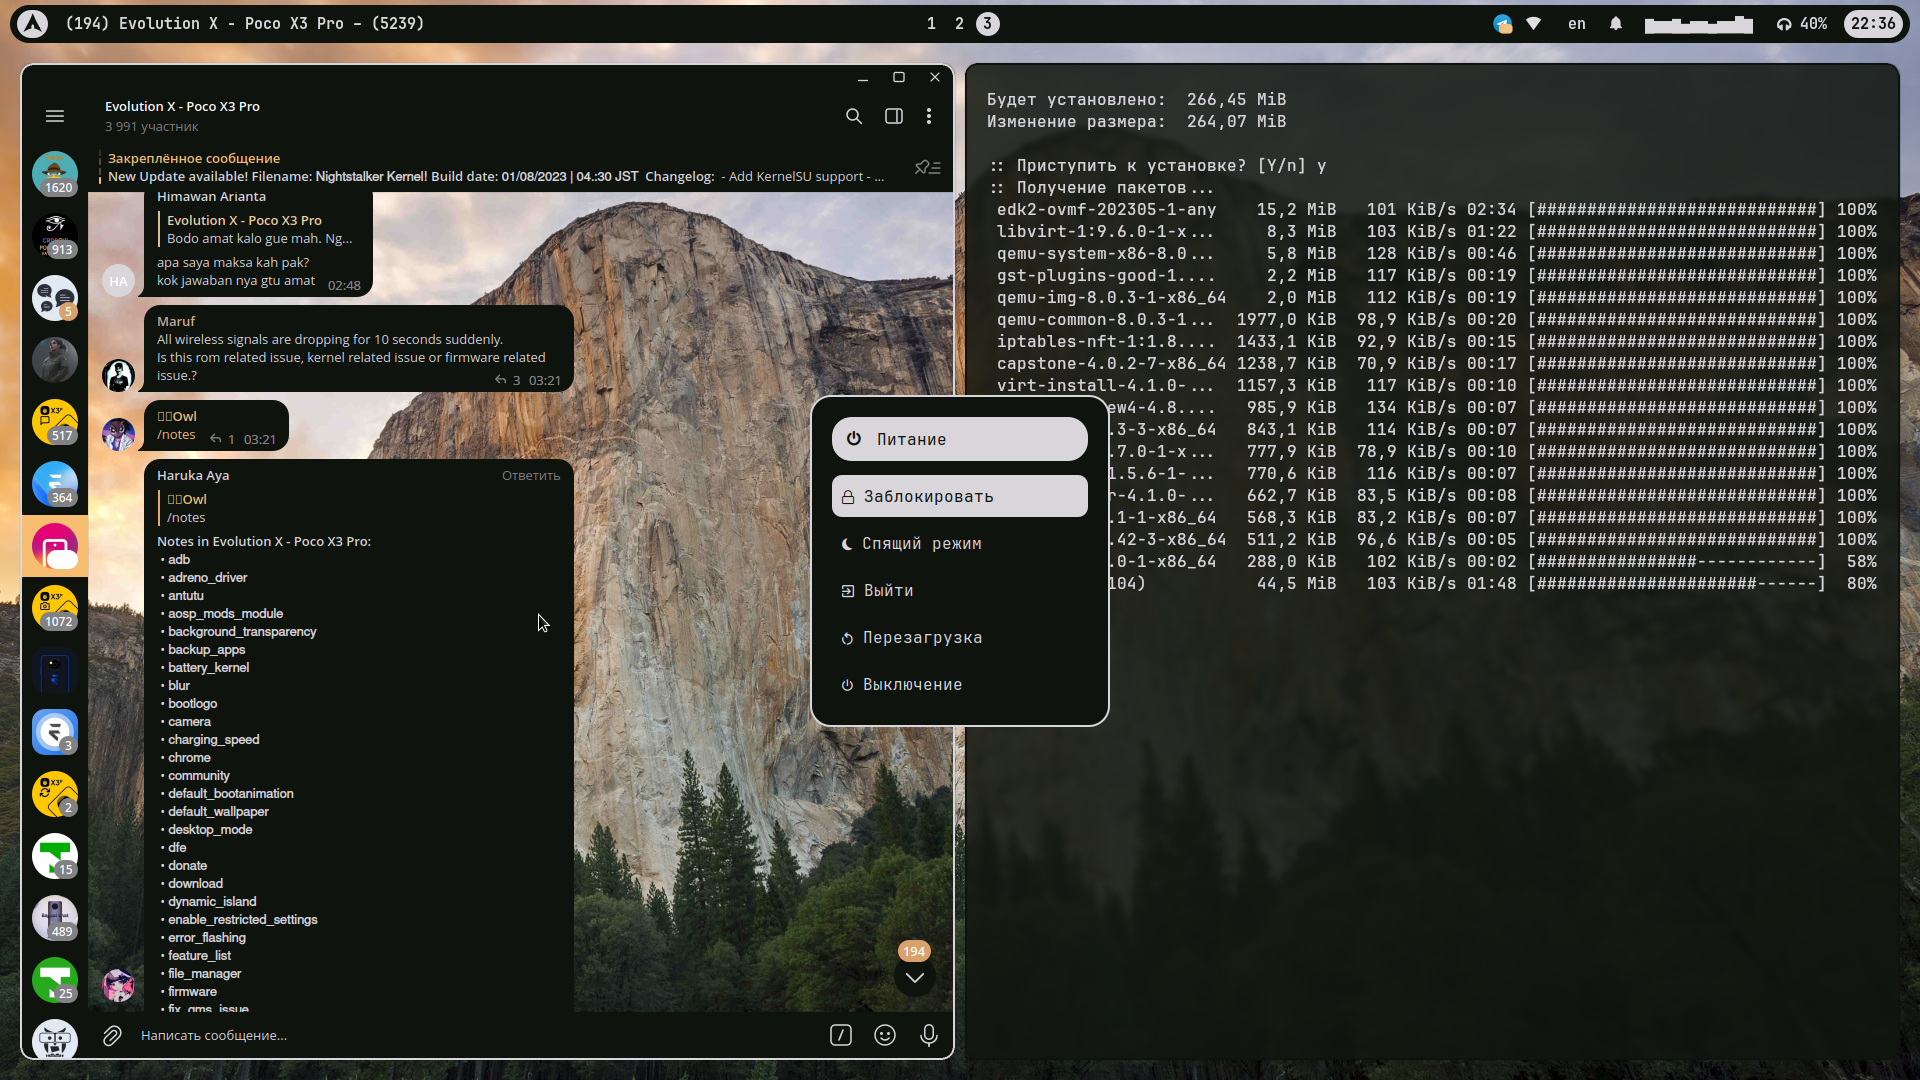 (194) Evolution X - Poco X3 Pro – (5239)
1 2 3
en
40%
22:36
Evolution X - Poco X3 Pro
3 991 участник
Закреплённое сообщение
New Update available! Filename: Nightstalker Kernel! Build date: 01/08/2023 | 04.:30 JST Changelog: - Add KernelSU support - ...
1620
913
5
517
364
1072
3
2
15
489
25
Himawan Arianta
Evolution X - Poco X3 Pro
Bodo amat kalo gue mah. Ng...
apa saya maksa kah pak?
kok jawaban nya gtu amat 02:48
HA
Maruf
All wireless signals are dropping for 10 seconds suddenly.
Is this rom related issue, kernel related issue or firmware related
issue.?
3 03:21
Owl
/notes 1 03:21
Haruka Aya Ответить
Owl
/notes
Notes in Evolution X - Poco X3 Pro:
• adb
• adreno_driver
• antutu
• aosp_mods_module
• background_transparency
• backup_apps
• battery_kernel
• blur
• bootlogo
• camera
• charging_speed
• chrome
• community
• default_bootanimation
• default_wallpaper
• desktop_mode
• dfe
• donate
• download
• dynamic_island
• enable_restricted_settings
• error_flashing
• feature_list
• file_manager
• firmware
• fix_gms_issue
194
Написать сообщение...
Питание
Заблокировать
Спящий режим
Выйти
Перезагрузка
Выключение
Будет установлено: 266,45 MiB
Изменение размера: 264,07 MiB
:: Приступить к установке? [Y/n] y
:: Получение пакетов...
edk2-ovmf-202305-1-any 15,2 MiB 101 KiB/s 02:34 [############################] 100%
libvirt-1:9.6.0-1-x... 8,3 MiB 103 KiB/s 01:22 [############################] 100%
qemu-system-x86-8.0... 5,8 MiB 128 KiB/s 00:46 [############################] 100%
gst-plugins-good-1.... 2,2 MiB 117 KiB/s 00:19 [############################] 100%
qemu-img-8.0.3-1-x86_64 2,0 MiB 112 KiB/s 00:19 [############################] 100%
qemu-common-8.0.3-1... 1977,0 KiB 98,9 KiB/s 00:20 [############################] 100%
iptables-nft-1:1.8.... 1433,1 KiB 92,9 KiB/s 00:15 [############################] 100%
capstone-4.0.2-7-x86_64 1238,7 KiB 70,9 KiB/s 00:17 [############################] 100%
virt-install-4.1.0-... 1157,3 KiB 117 KiB/s 00:10 [############################] 100%
ew4-4.8.... 985,9 KiB 134 KiB/s 00:07 [############################] 100%
.3-3-x86_64 843,1 KiB 114 KiB/s 00:07 [############################] 100%
.7.0-1-x... 777,9 KiB 78,9 KiB/s 00:10 [############################] 100%
1.5.6-1-... 770,6 KiB 116 KiB/s 00:07 [############################] 100%
r-4.1.0-... 662,7 KiB 83,5 KiB/s 00:08 [############################] 100%
.1-1-x86_64 568,3 KiB 83,2 KiB/s 00:07 [############################] 100%
.42-3-x86_64 511,2 KiB 96,6 KiB/s 00:05 [############################] 100%
.0-1-x86_64 288,0 KiB 102 KiB/s 00:02 [################------------] 58%
104) 44,5 MiB 103 KiB/s 01:48 [######################------] 80%